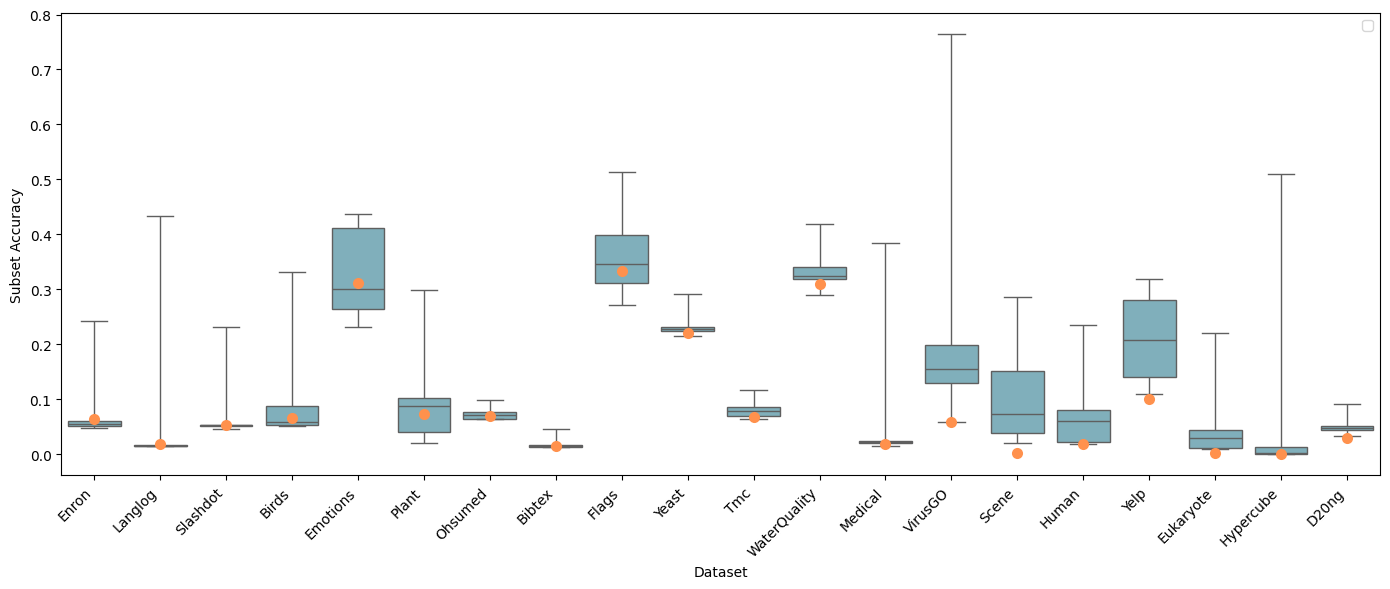 0.8
0.7
0.6
0.5
0.4
0.3
0.2
0.1
0.0
Subset Accuracy
Enron
Langlog
Slashdot
Birds
Emotions
Plant
Ohsumed
Bibtex
Flags
Yeast
Tmc
WaterQuality
Medical
VirusGO
Scene
Human
Yelp
Eukaryote
Hypercube
D20ng
Dataset